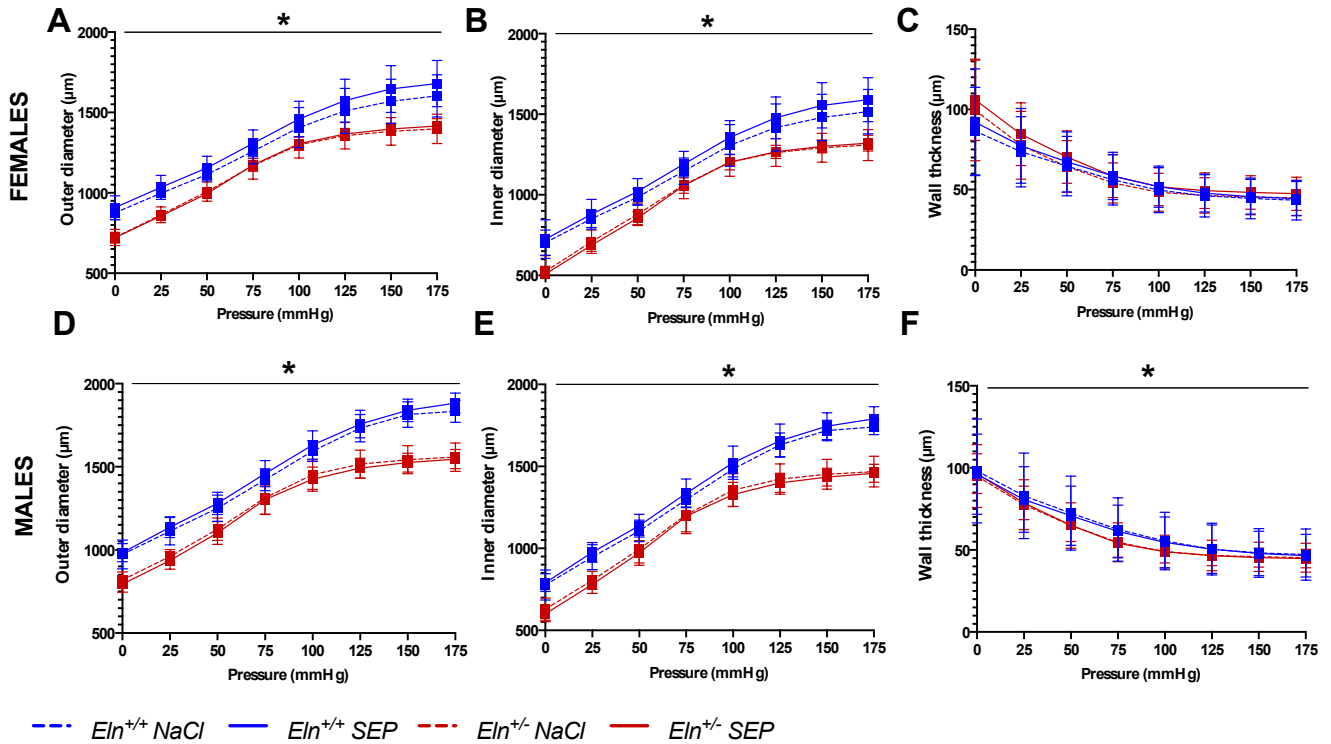 A
*
2000
1500
1000
500
Outer diameter (µm)
0 25 50 75 100 125 150 175
Pressure (mmHg)
B
*
2000
1500
1000
500
Inner diameter (µm)
0 25 50 75 100 125 150 175
Pressure (mmHg)
C
150
100
50
0
Wall thickness (µm)
0 25 50 75 100 125 150 175
Pressure (mmHg)
FEMALES
D
*
2000
1500
1000
500
Outer diameter (µm)
0 25 50 75 100 125 150 175
Pressure (mmHg)
E
*
2000
1500
1000
500
Inner diameter (µm)
0 25 50 75 100 125 150 175
Pressure (mmHg)
F
*
150
100
50
0
Wall thickness (µm)
0 25 50 75 100 125 150 175
Pressure (mmHg)
MALES
Eln+/+ NaCl Eln+/+ SEP Eln+/- NaCl Eln+/- SEP